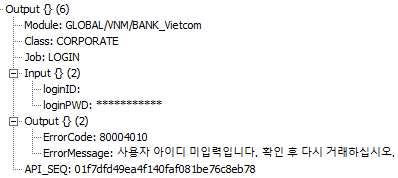 Output {} (6)
Module: GLOBAL/VNM/BANK_Vietcom
Class: CORPORATE
Job: LOGIN
Input {} (2)
loginID:
loginPWD: ***********
Output {} (2)
ErrorCode: 80004010
ErrorMessage: 사용자 아이디 미입력입니다. 확인 후 다시 거래하십시오.
API_SEQ: 01f7dfd49ea4f140faf081be76c8eb78